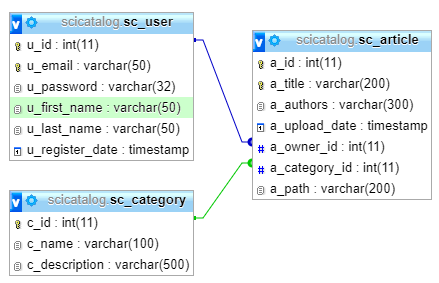 scicatalog.sc_user
u_id : int(11)
u_email : varchar(50)
u_password : varchar(32)
u_first_name : varchar(50)
u_last_name : varchar(50)
u_register_date : timestamp
scicatalog.sc_category
c_id : int(11)
c_name : varchar(100)
c_description : varchar(500)
scicatalog.sc_article
a_id : int(11)
a_title : varchar(200)
a_authors : varchar(300)
a_upload_date : timestamp
a_owner_id : int(11)
a_category_id : int(11)
a_path : varchar(200)